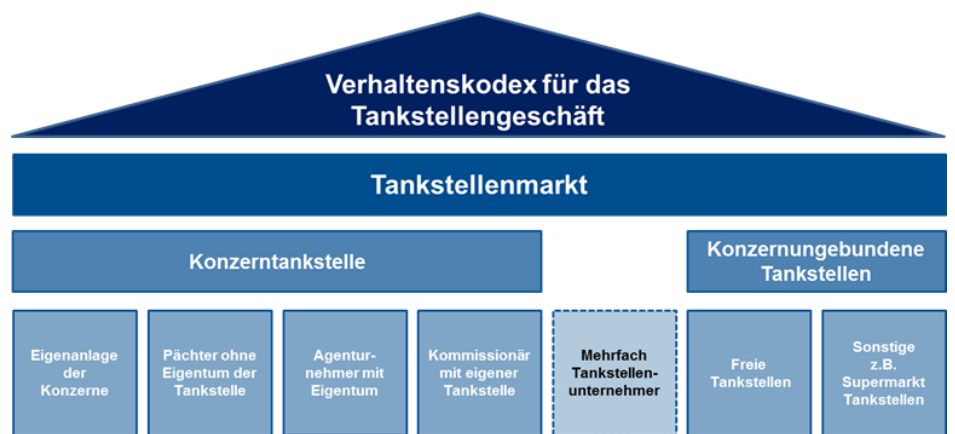 Verhaltenskodex für das
Tankstellengeschäft
Tankstellenmarkt
Konzerntankstelle
Konzernungebundene
Tankstellen
Eigenanlage
der
Konzerne
Pächter ohne
Eigentum der
Tankstelle
Agentur-
nehmer mit
Eigentum
Kommissionär
mit eigener
Tankstelle
Mehrfach
Tankstellen-
unternehmer
Freie
Tankstellen
Sonstige
z.B.
Supermarkt
Tankstellen